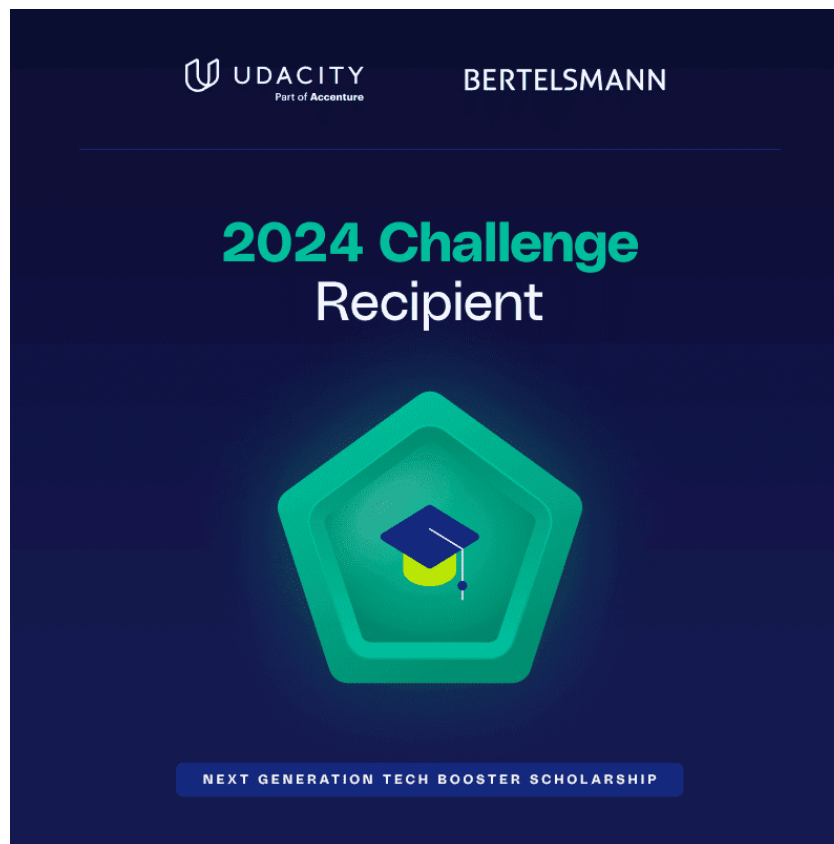 UDACITY
Part of Accenture
BERTELSMANN
2024 Challenge
Recipient
NEXT GENERATION TECH BOOSTER SCHOLARSHIP